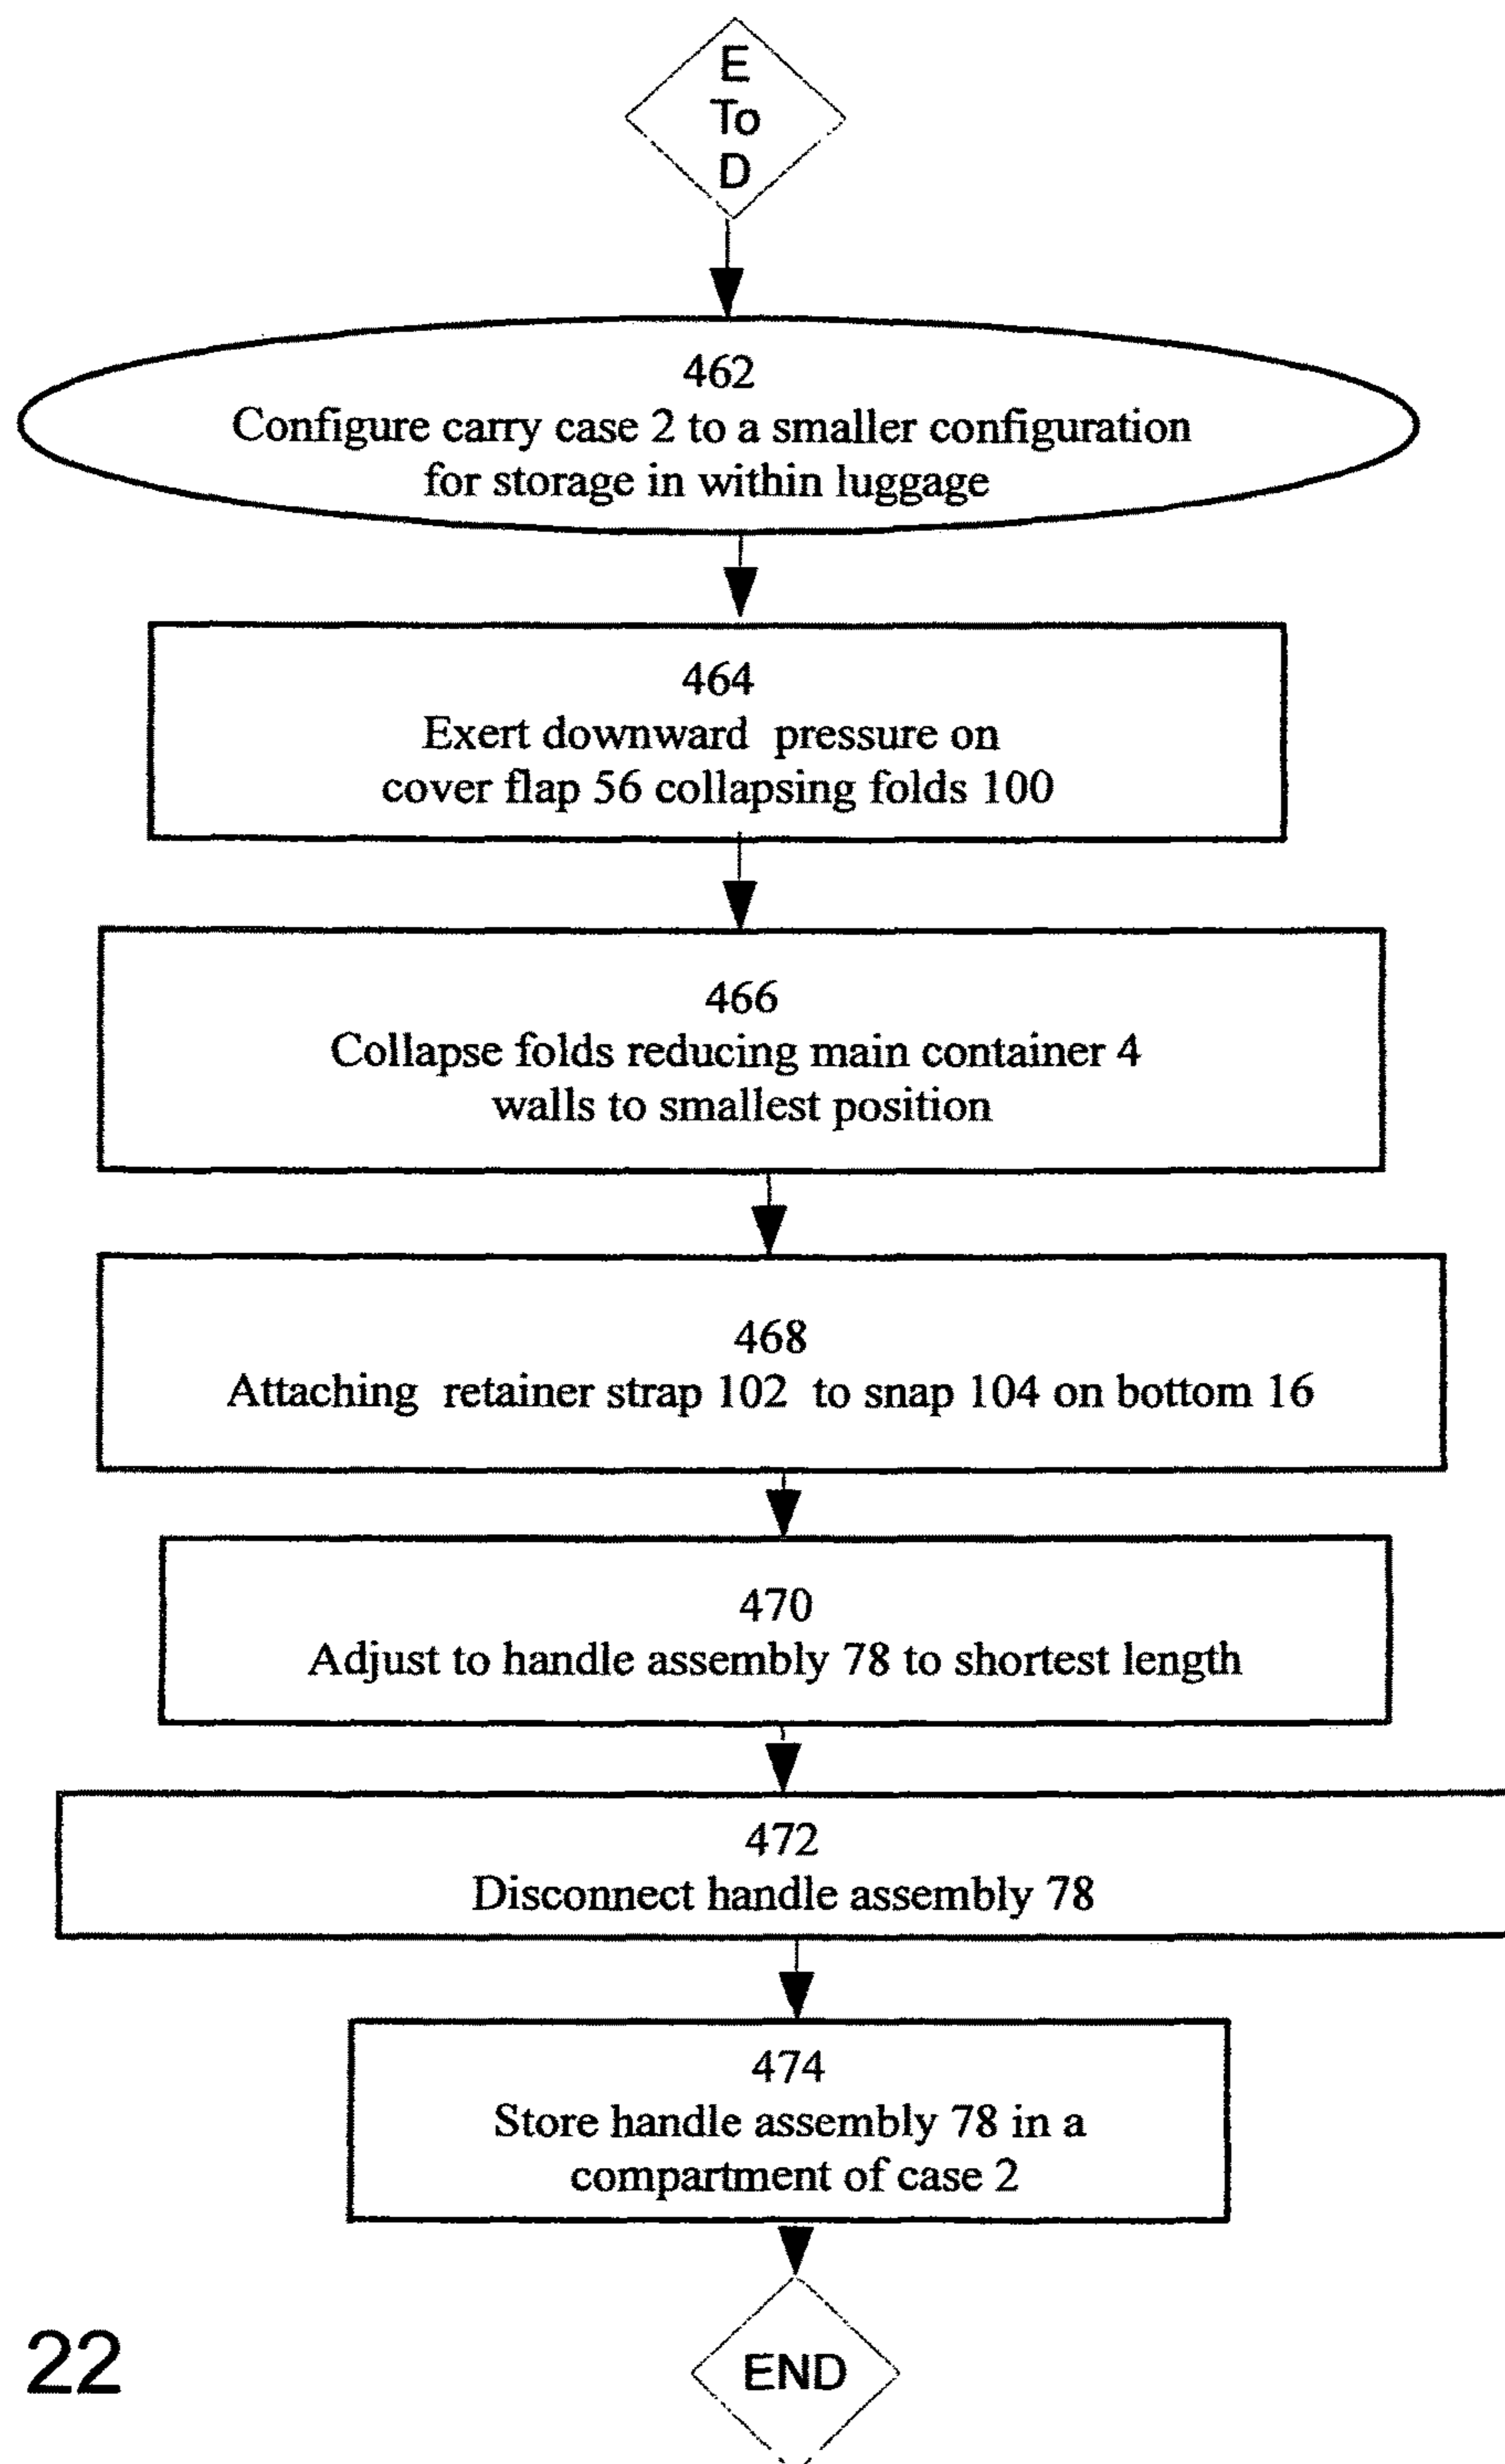 E
To
D
462
Configure carry case 2 to a smaller configuration
for storage in within luggage
464
Exert downward pressure on
cover flap 56 collapsing folds 100
466
Collapse folds reducing main container 4
walls to smallest position
468
Attaching retainer strap 102 to snap 104 on bottom 16
470
Adjust to handle assembly 78 to shortest length
472
Disconnect handle assembly 78
474
Store handle assembly 78 in a
compartment of case 2
END
22